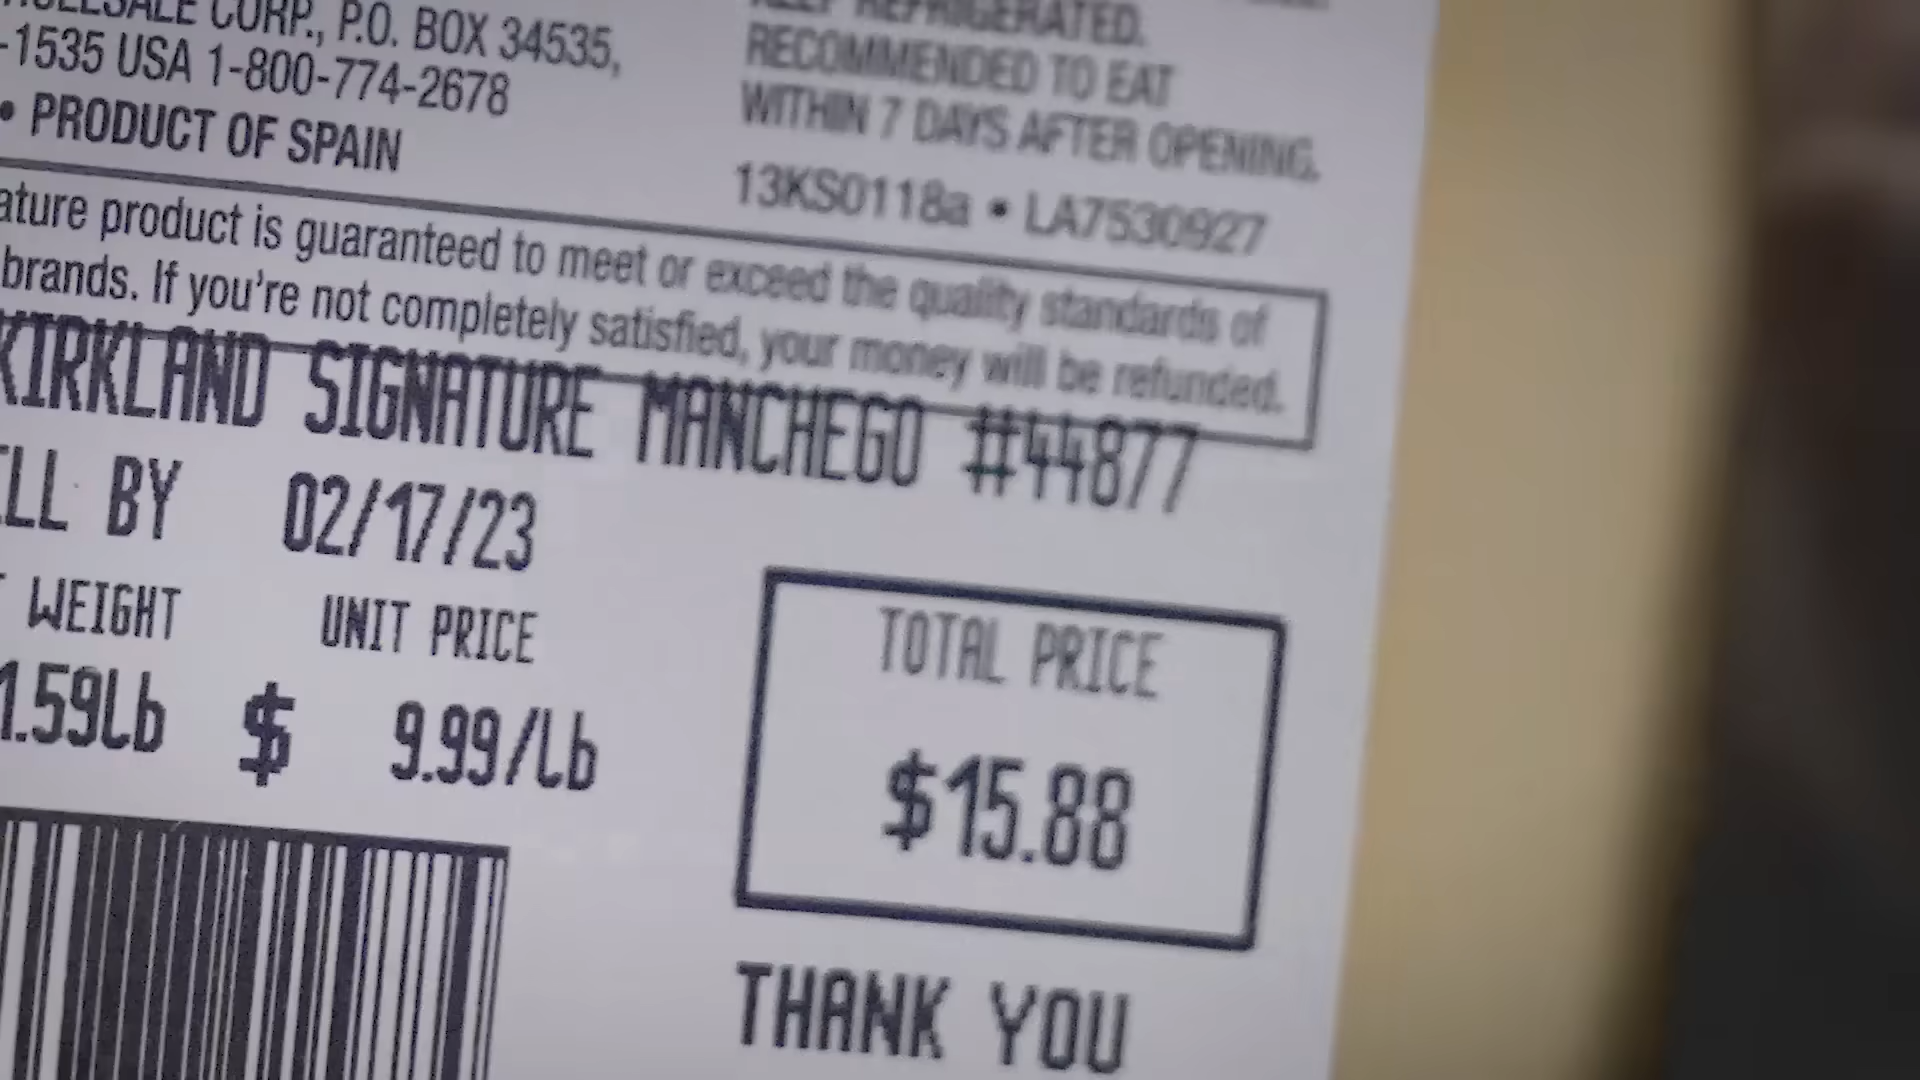 WHOLESALE CORP., P.O. BOX 34535,
-1535 USA 1-800-774-2678
• PRODUCT OF SPAIN
KEEP REFRIGERATED.
RECOMMENDED TO EAT
WITHIN 7 DAYS AFTER OPENING.
13KS0118a • LA7530927
ature product is guaranteed to meet or exceed the quality standards of
brands. If you're not completely satisfied, your money will be refunded.
KIRKLAND SIGNATURE MANCHEGO #44877
ELL BY 02/17/23
WEIGHT UNIT PRICE
1.59Lb $ 9.99/Lb
TOTAL PRICE
$15.88
THANK YOU